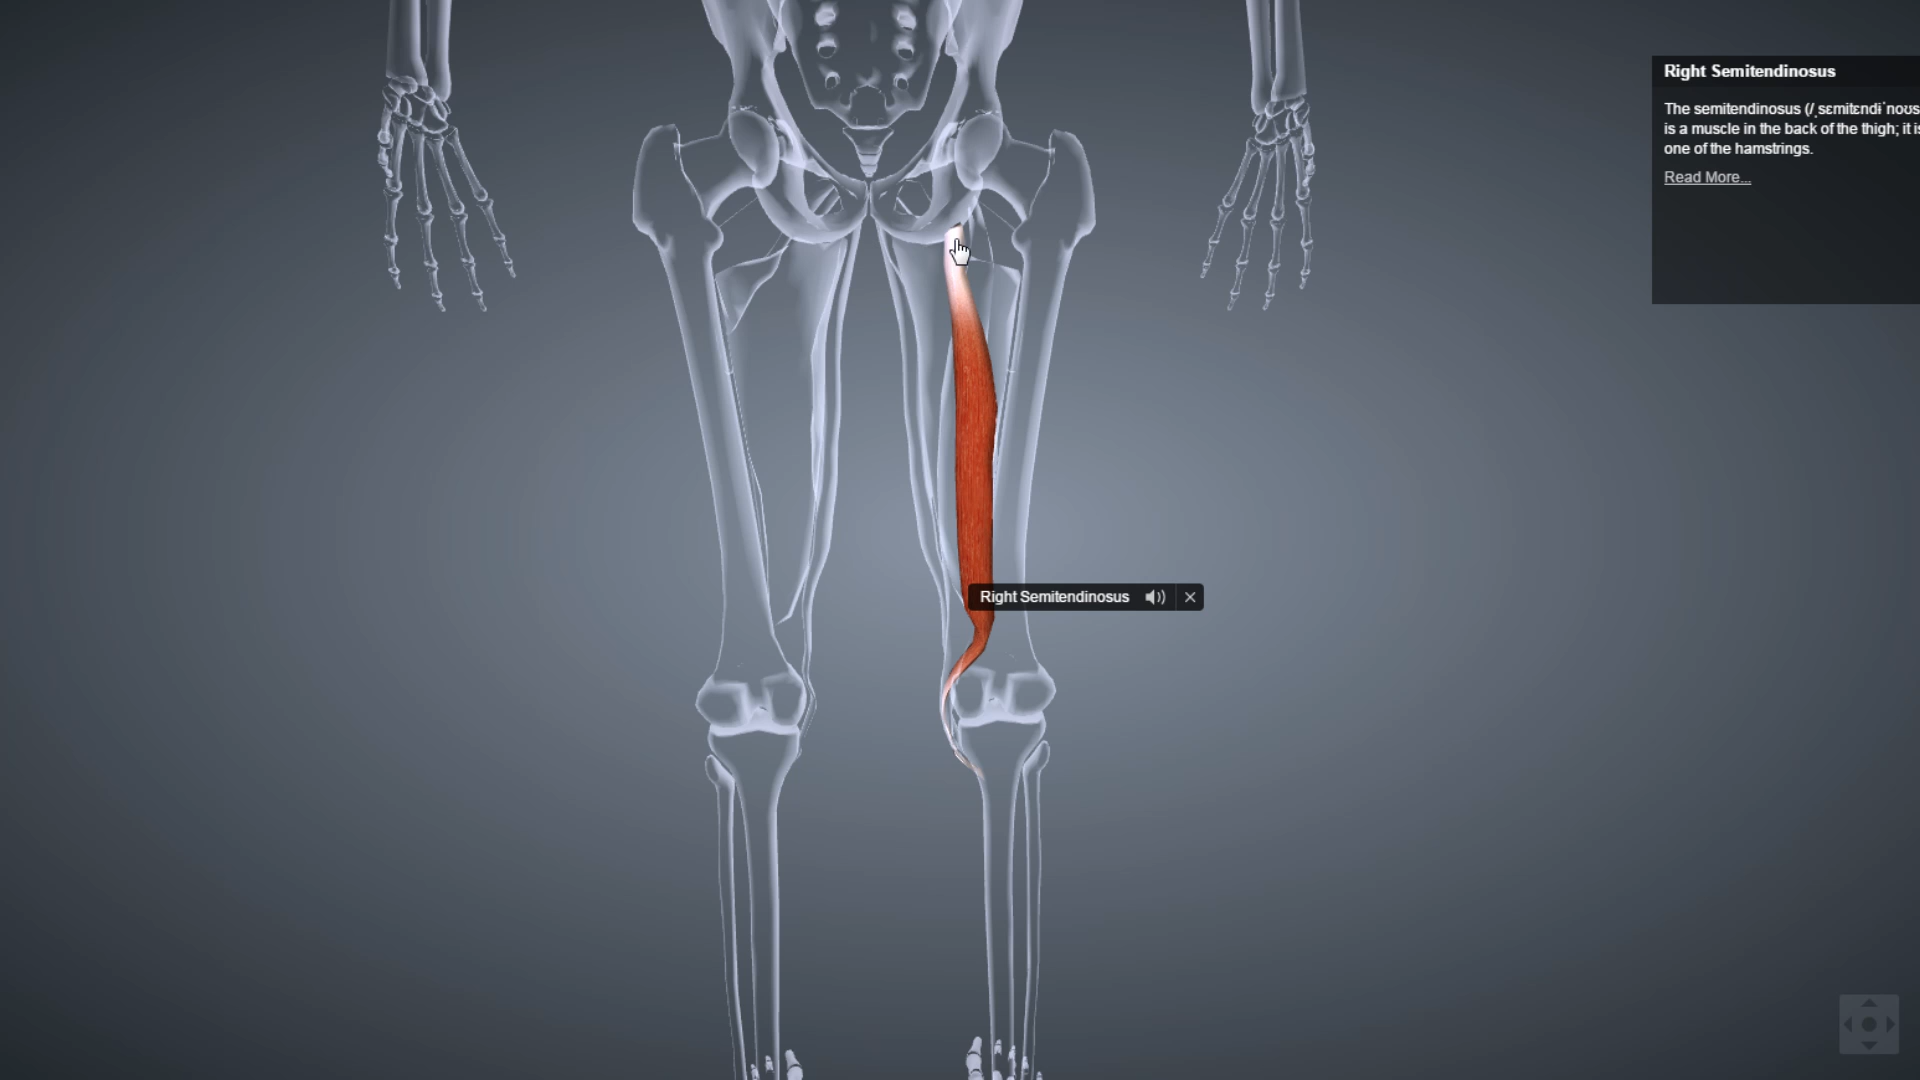 Right Semitendinosus
The semitendinosus (/ˌsɛmitɛndiˈnoʊs
is a muscle in the back of the thigh; it is
one of the hamstrings.
Read More...
Right Semitendinosus